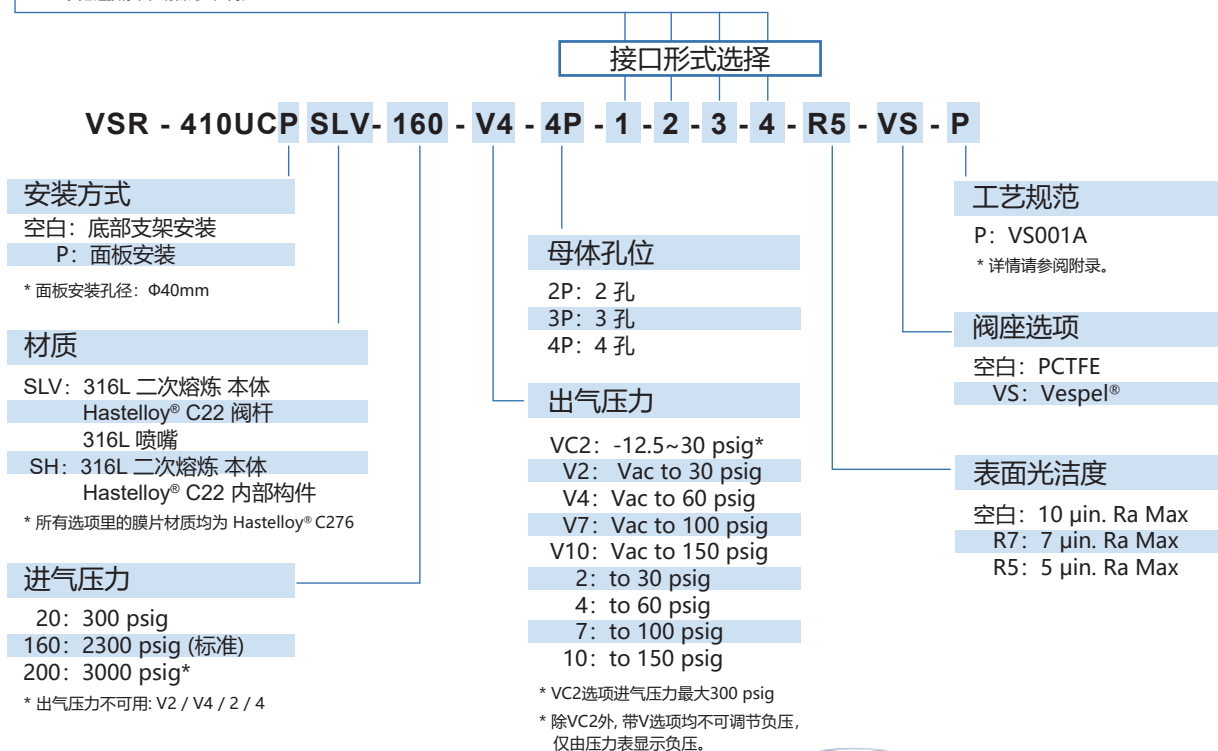 接口形式选择
VSR - 410UCP SLV- 160 - V4 - 4P - 1 - 2 - 3 - 4 - R5 - VS - P
安装方式
空白：底部支架安装
P：面板安装
* 面板安装孔径：Φ40mm
材质
SLV：316L 二次熔炼 本体
Hastelloy® C22 阀杆
316L 喷嘴
SH：316L 二次熔炼 本体
Hastelloy® C22 内部构件
* 所有选项里的膜片材质均为 Hastelloy® C276
进气压力
20：300 psig
160：2300 psig (标准)
200：3000 psig*
* 出气压力不可用: V2 / V4 / 2 / 4
母体孔位
2P：2 孔
3P：3 孔
4P：4 孔
出气压力
VC2：-12.5~30 psig*
V2： Vac to 30 psig
V4：Vac to 60 psig
V7：Vac to 100 psig
V10：Vac to 150 psig
2：to 30 psig
4：to 60 psig
7：to 100 psig
10：to 150 psig
* VC2选项进气压力最大300 psig
* 除VC2外, 带V选项均不可调节负压,
仅由压力表显示负压。
工艺规范
P：VS001A
* 详情请参阅附录。
阀座选项
空白：PCTFE
VS：Vespel®
表面光洁度
空白：10 μin. Ra Max
R7：7 μin. Ra Max
R5：5 μin. Ra Max